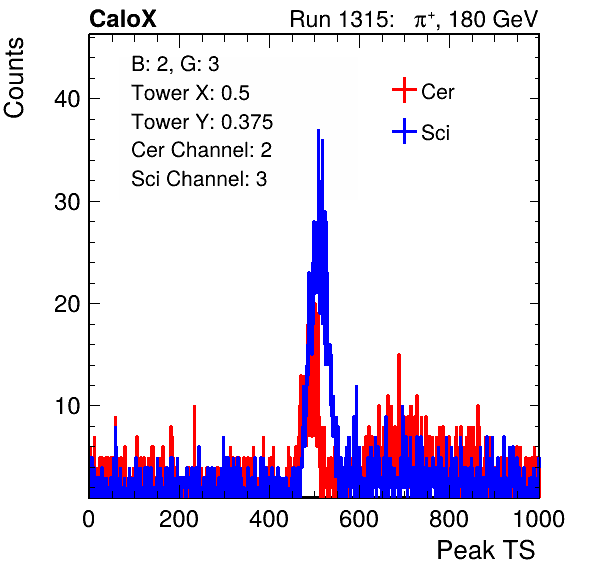 CaloX Run 1315: π⁺, 180 GeV
Counts
B: 2, G: 3
Tower X: 0.5
Tower Y: 0.375
Cer Channel: 2
Sci Channel: 3
Cer
Sci
40
30
20
10
0 200 400 600 800 1000
Peak TS